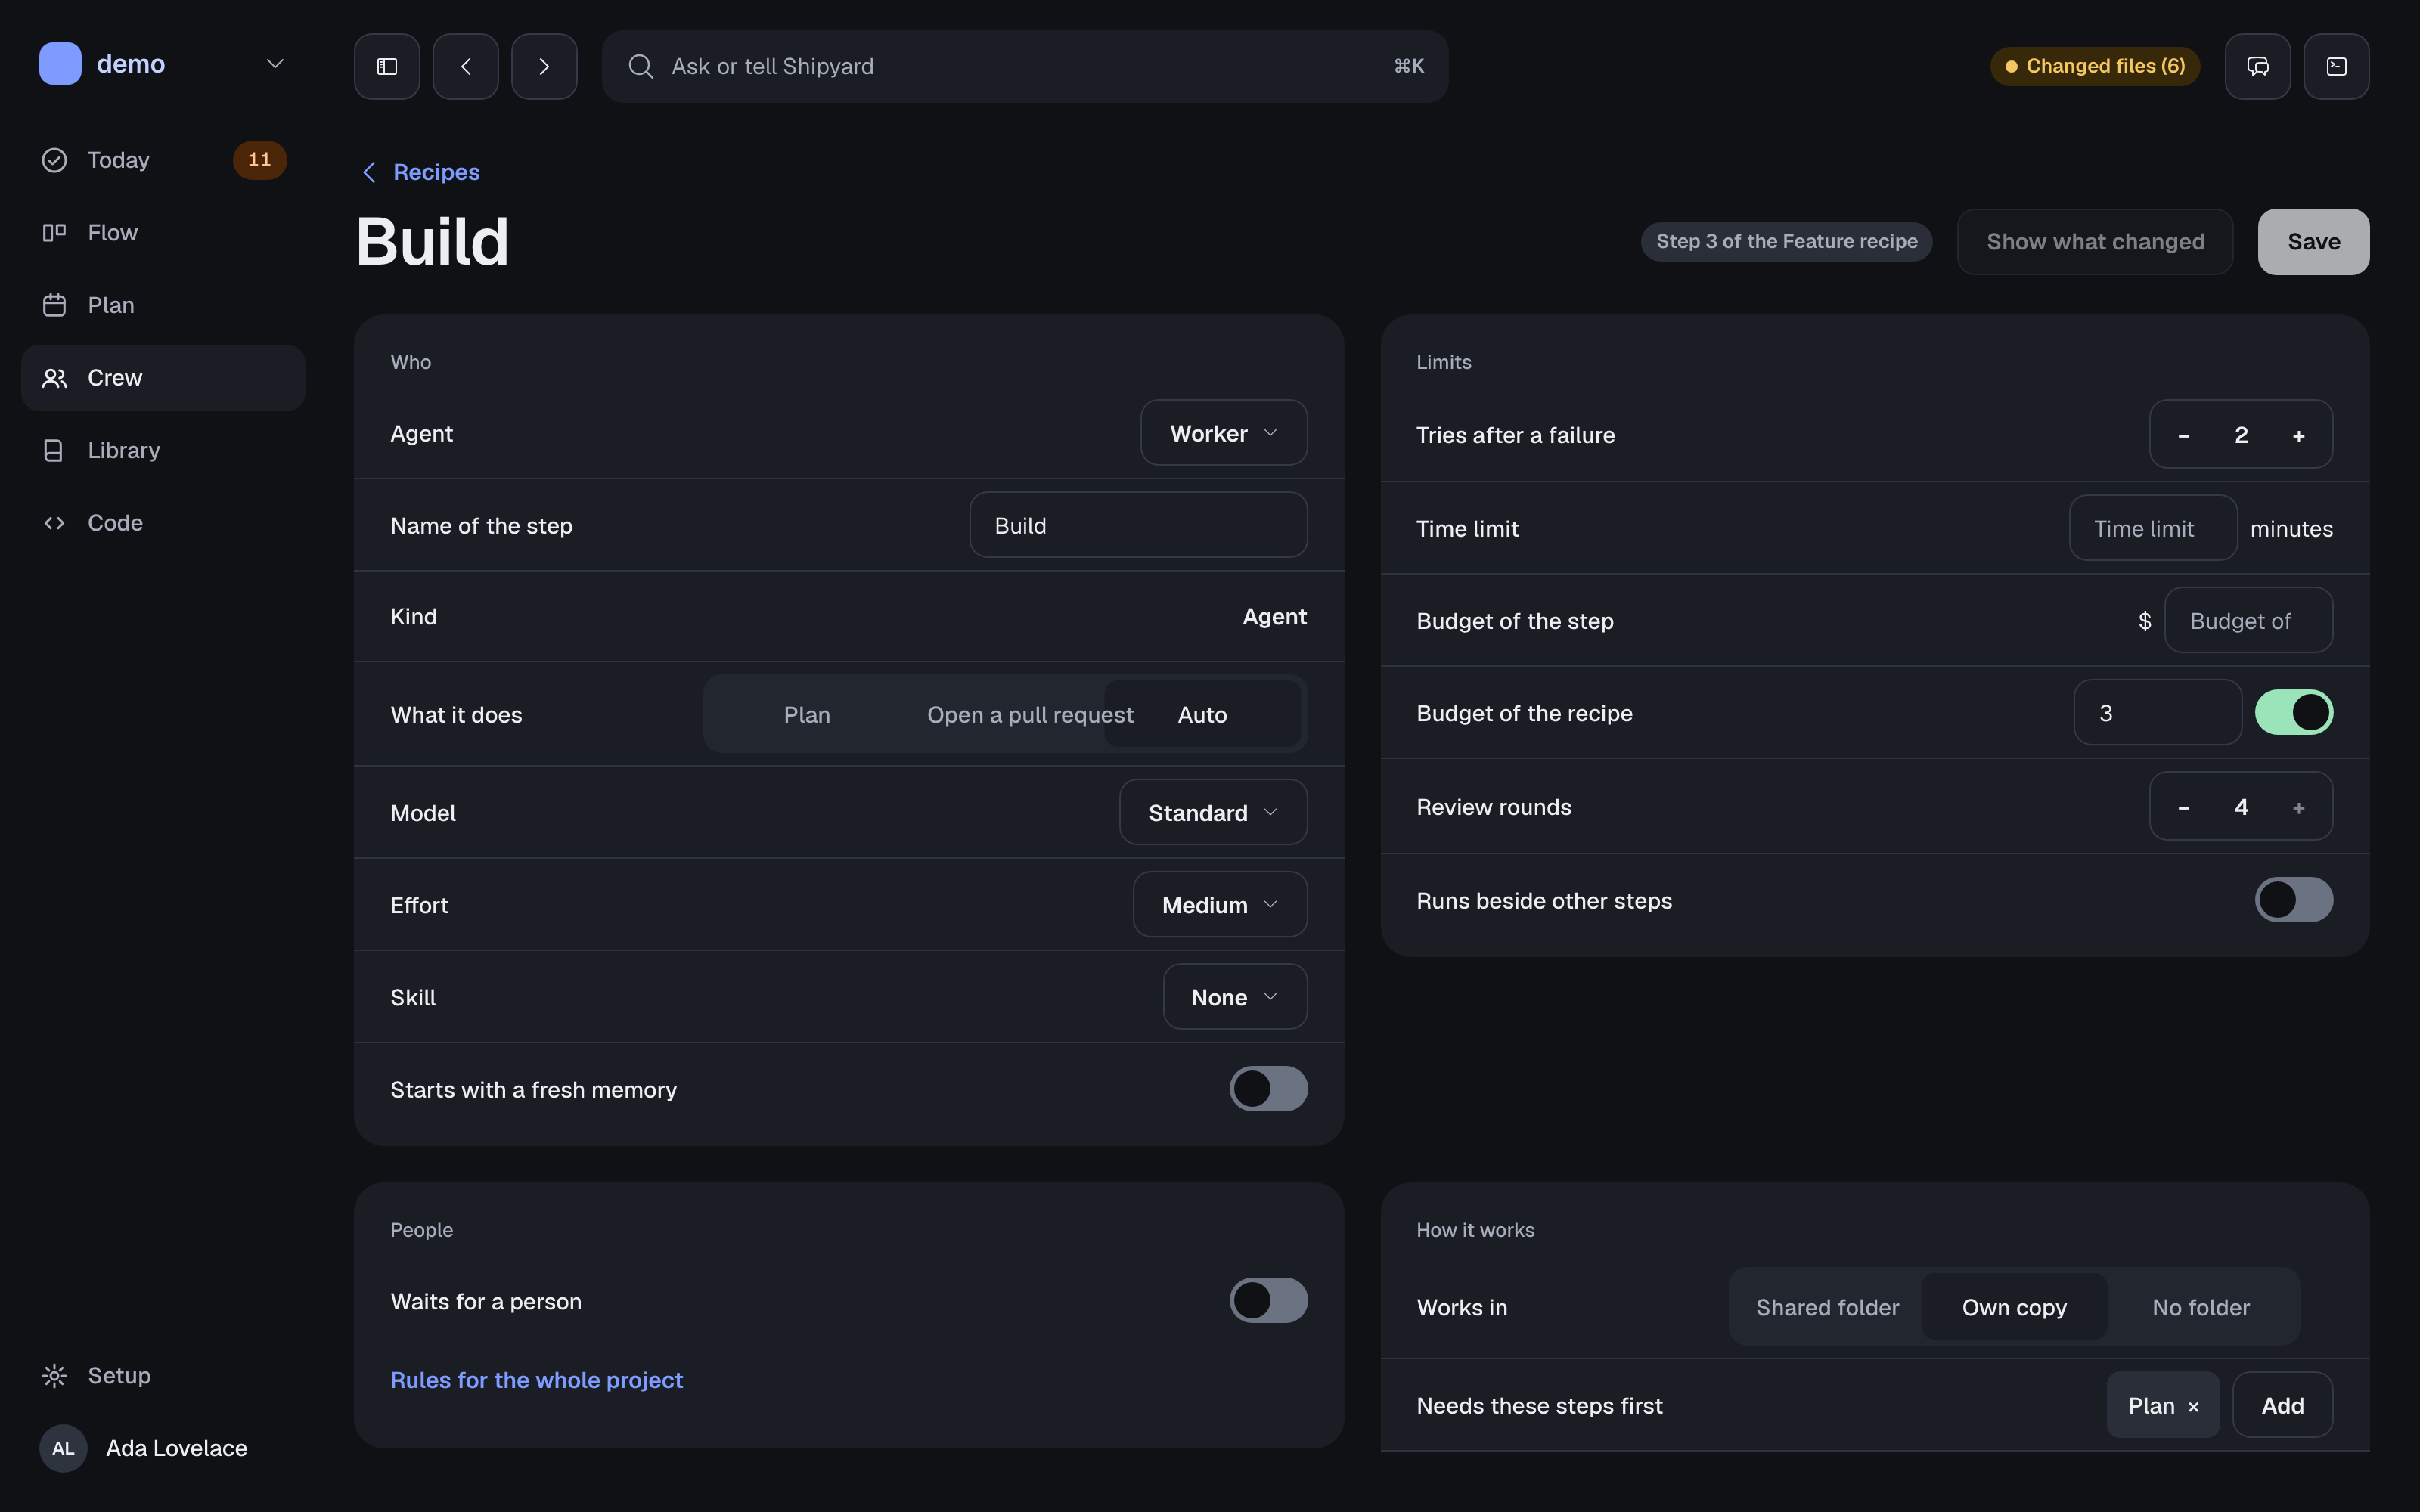 demo
Ask or tell Shipyard
⌘K
Changed files (6)
Today
11
Flow
Plan
Crew
Library
Code
Setup
AL
Ada Lovelace
Recipes
Build
Step 3 of the Feature recipe
Show what changed
Save
Who
Agent
Worker
Name of the step
Build
Kind
Agent
What it does
Plan
Open a pull request
Auto
Model
Standard
Effort
Medium
Skill
None
Starts with a fresh memory
Limits
Tries after a failure
− 2 +
Time limit
Time limit
minutes
Budget of the step
$
Budget of
Budget of the recipe
3
Review rounds
− 4 +
Runs beside other steps
People
Waits for a person
Rules for the whole project
How it works
Works in
Shared folder
Own copy
No folder
Needs these steps first
Plan ×
Add